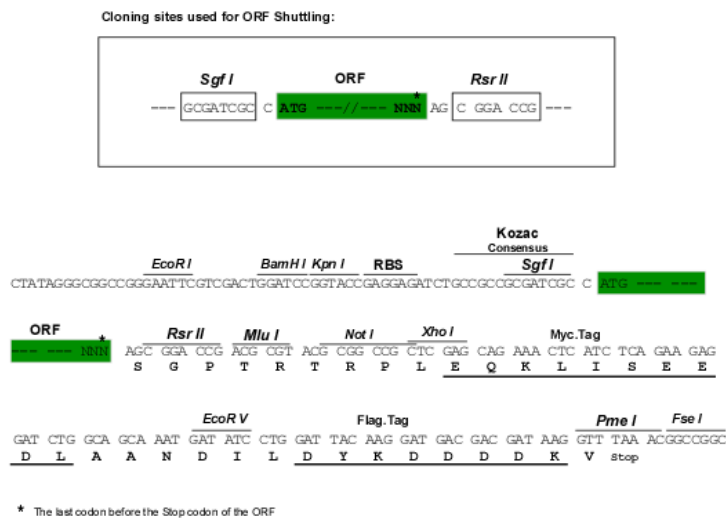 Cloning sites used for ORF Shuttling:
Sgf I ORF Rsr II
*
--- GCGATCGC C ATG ---//--- NNN AG C GGA CCG ---
Kozac
Consensus
EcoR I BamH I Kpn I RBS Sgf I
CTATAGGGCGGCCGGGAATTCGTCGACTGGATCCGGTACCGAGGAGATCTGCCGCCGCGATCGC C ATG --- ---
ORF * Rsr II Mlu I Not I Xho I Myc.Tag
--- --- NNN AGC GGA CCG ACG CGT ACG CGG CCG CTC GAG CAG AAA CTC ATC TCA GAA GAG
S G P T R T R P L E Q K L I S E E
EcoR V Flag.Tag Pme I Fse I
GAT CTG GCA GCA AAT GAT ATC CTG GAT TAC AAG GAT GAC GAC GAT AAG GTT TAA ACGGCCGGC
D L A A N D I L D Y K D D D D K V Stop
* The last codon before the Stop codon of the ORF